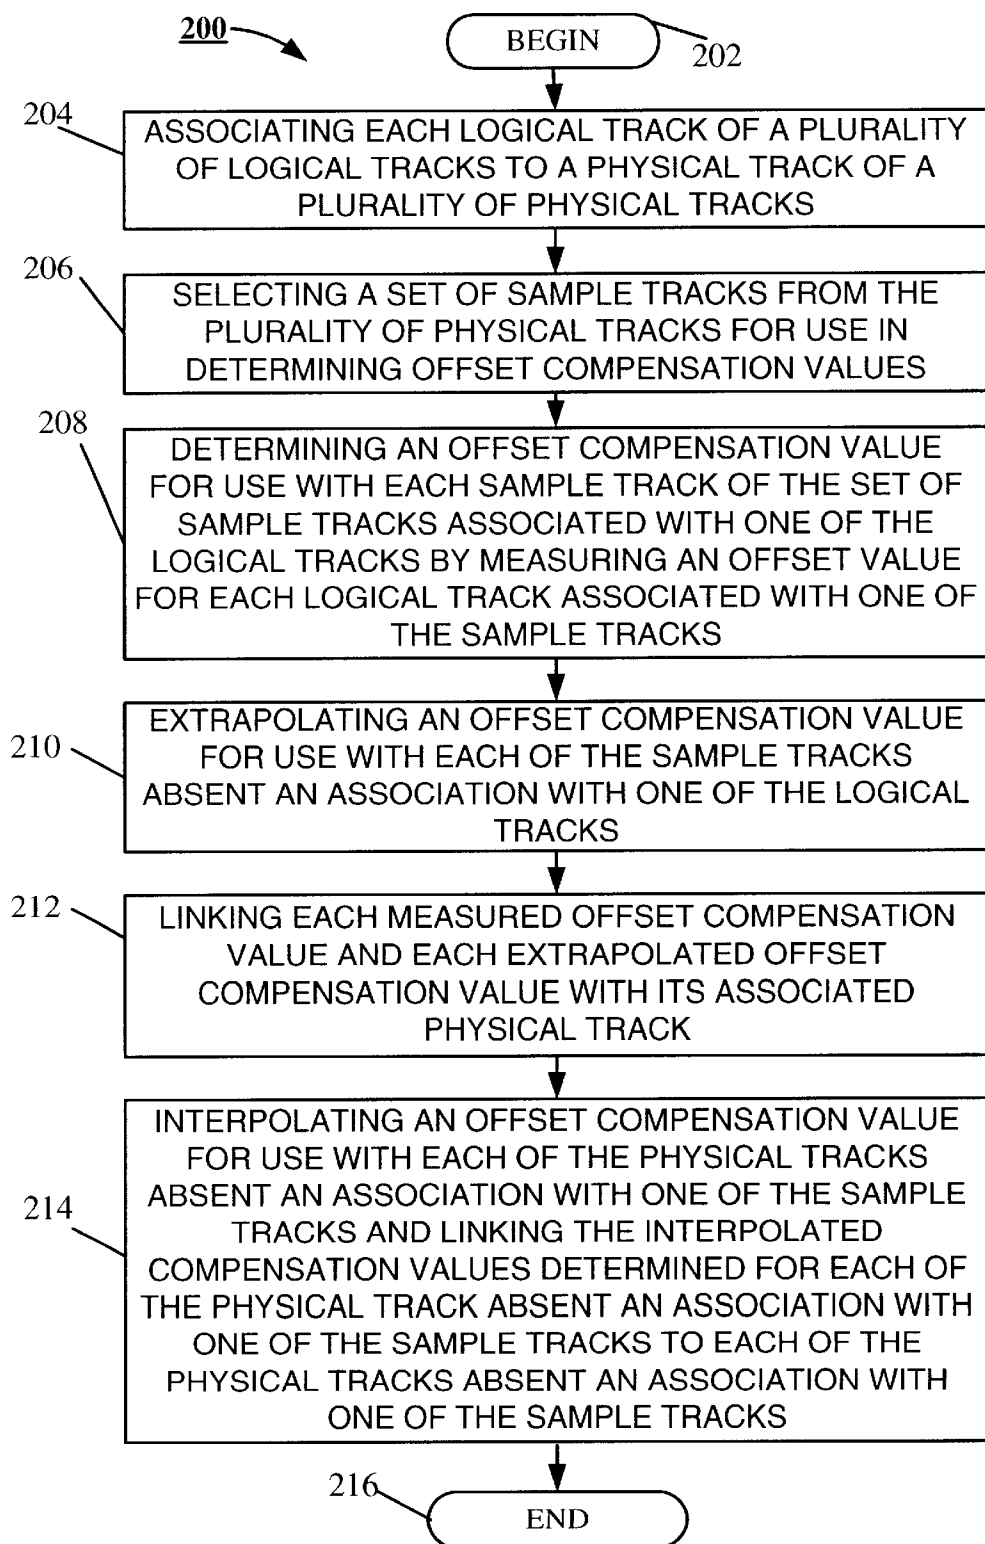 200
BEGIN
202
204
ASSOCIATING EACH LOGICAL TRACK OF A PLURALITY
OF LOGICAL TRACKS TO A PHYSICAL TRACK OF A
PLURALITY OF PHYSICAL TRACKS
206
SELECTING A SET OF SAMPLE TRACKS FROM THE
PLURALITY OF PHYSICAL TRACKS FOR USE IN
DETERMINING OFFSET COMPENSATION VALUES
208
DETERMINING AN OFFSET COMPENSATION VALUE
FOR USE WITH EACH SAMPLE TRACK OF THE SET OF
SAMPLE TRACKS ASSOCIATED WITH ONE OF THE
LOGICAL TRACKS BY MEASURING AN OFFSET VALUE
FOR EACH LOGICAL TRACK ASSOCIATED WITH ONE OF
THE SAMPLE TRACKS
210
EXTRAPOLATING AN OFFSET COMPENSATION VALUE
FOR USE WITH EACH OF THE SAMPLE TRACKS
ABSENT AN ASSOCIATION WITH ONE OF THE LOGICAL
TRACKS
212
LINKING EACH MEASURED OFFSET COMPENSATION
VALUE AND EACH EXTRAPOLATED OFFSET
COMPENSATION VALUE WITH ITS ASSOCIATED
PHYSICAL TRACK
214
INTERPOLATING AN OFFSET COMPENSATION VALUE
FOR USE WITH EACH OF THE PHYSICAL TRACKS
ABSENT AN ASSOCIATION WITH ONE OF THE SAMPLE
TRACKS AND LINKING THE INTERPOLATED
COMPENSATION VALUES DETERMINED FOR EACH OF
THE PHYSICAL TRACK ABSENT AN ASSOCIATION WITH
ONE OF THE SAMPLE TRACKS TO EACH OF THE
PHYSICAL TRACKS ABSENT AN ASSOCIATION WITH
ONE OF THE SAMPLE TRACKS
216
END